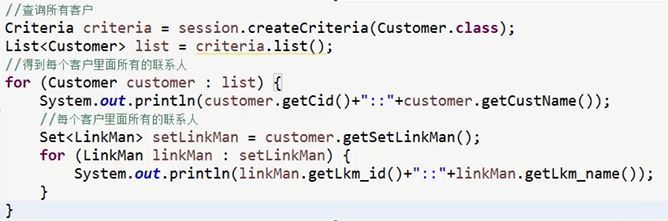 //查询所有客户
Criteria criteria = session.createCriteria(Customer.class);
List<Customer> list = criteria.list();
//得到每个客户里面所有的联系人
for (Customer customer : list) {
    System.out.println(customer.getCid()+"::"+customer.getCustName());
    //每个客户里面所有的联系人
    Set<LinkMan> setLinkMan = customer.getSetLinkMan();
    for (LinkMan linkMan : setLinkMan) {
        System.out.println(linkMan.getLkm_id()+"::"+linkMan.getLkm_name());
    }
}